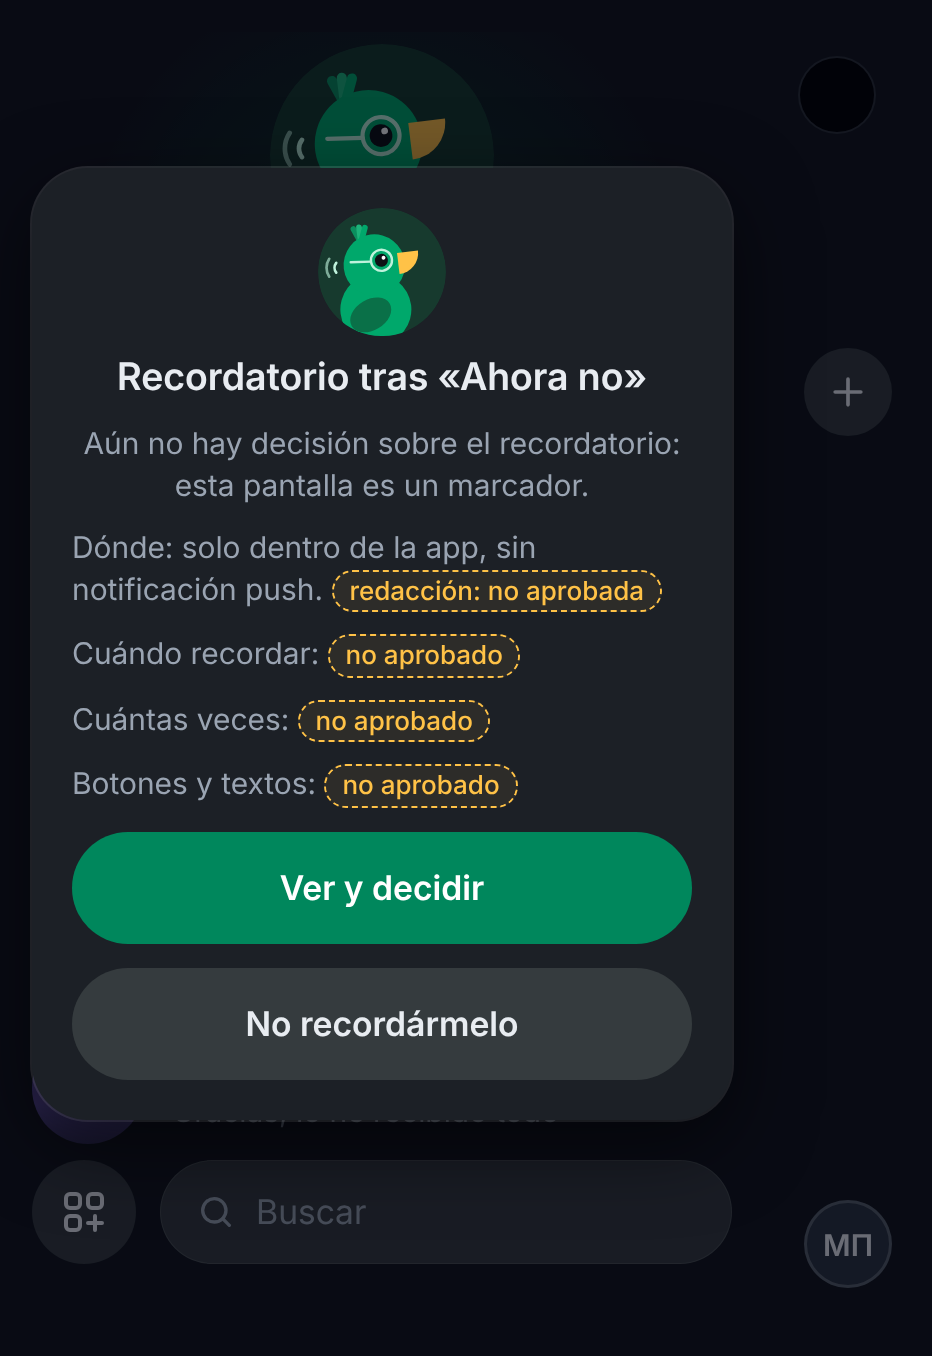 Recordatorio tras «Ahora no»
Aún no hay decisión sobre el recordatorio:
esta pantalla es un marcador.
Dónde: solo dentro de la app, sin
notificación push. redacción: no aprobada
Cuándo recordar: no aprobado
Cuántas veces: no aprobado
Botones y textos: no aprobado
Ver y decidir
No recordármelo
Buscar
МП